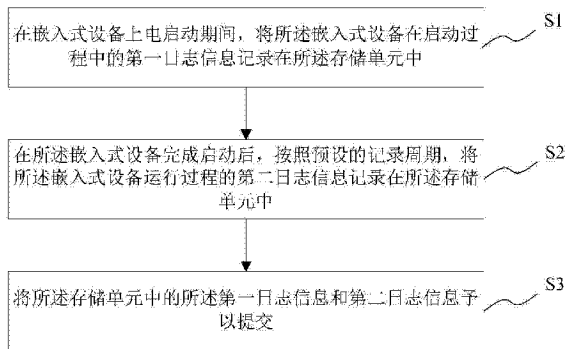 S1
在嵌入式设备上电启动期间，将所述嵌入式设备在启动过
程中的第一日志信息记录在所述存储单元中
S2
在所述嵌入式设备完成启动后，按照预设的记录周期，将
所述嵌入式设备运行过程的第二日志信息记录在所述存储
单元中
S3
将所述存储单元中的所述第一日志信息和第二日志信息予
以提交